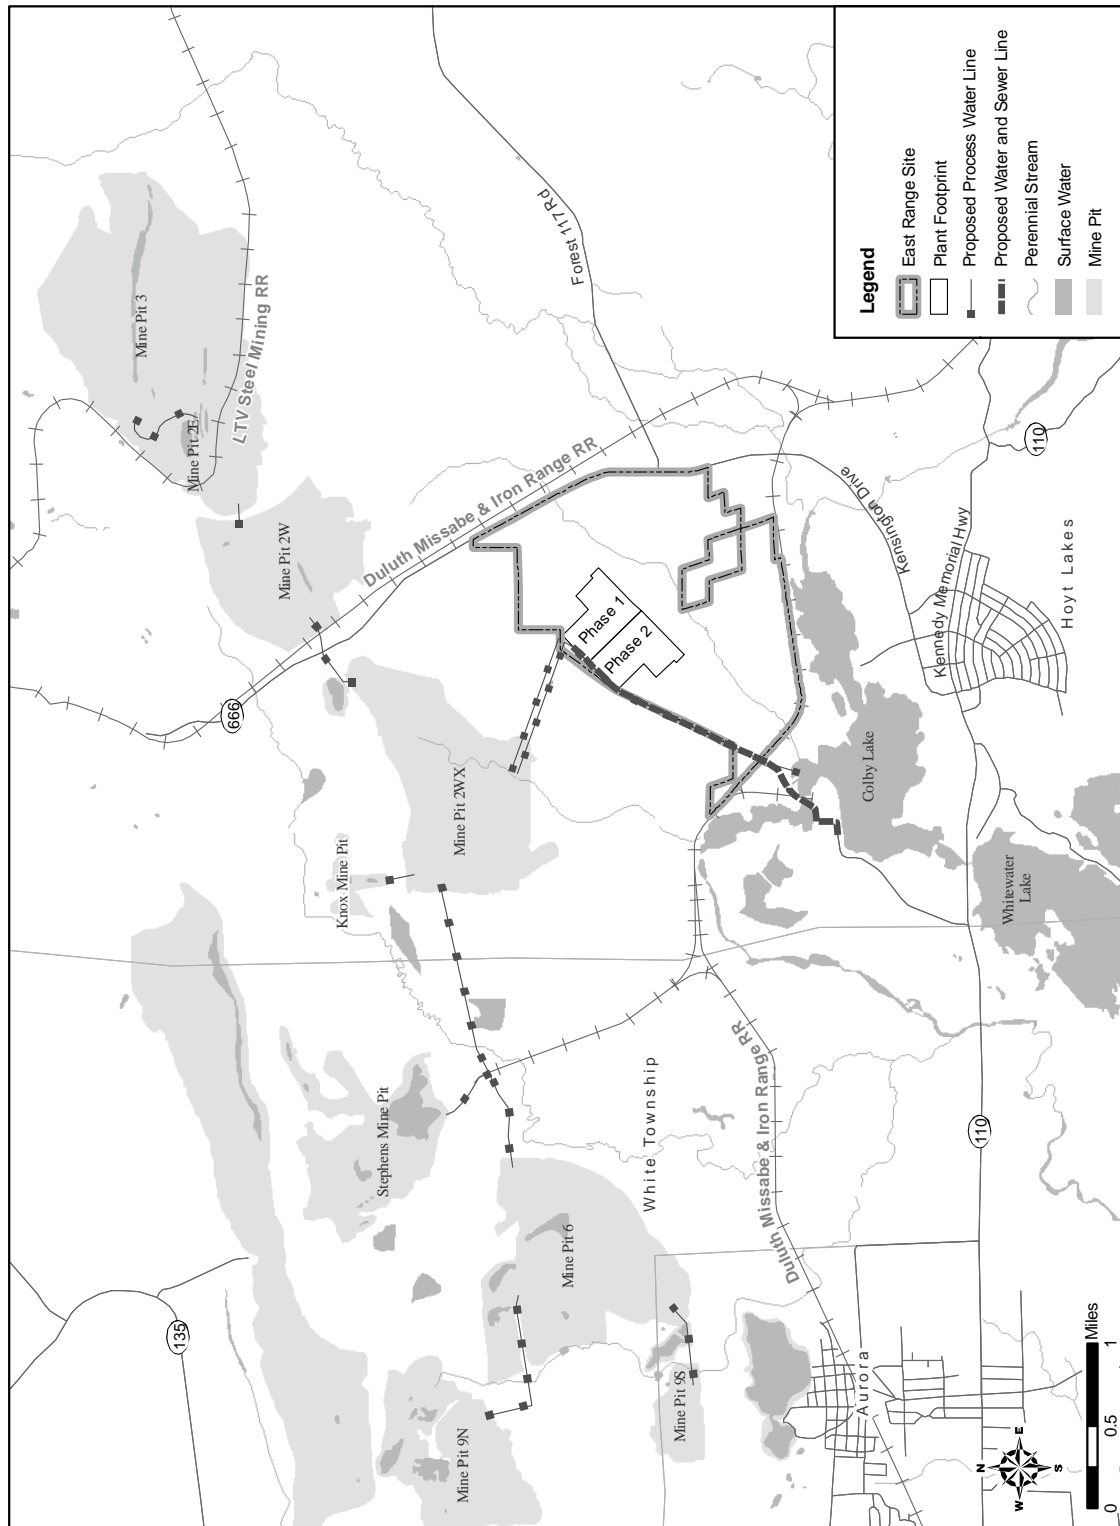 Legend
East Range Site
Plant Footprint
Proposed Process Water Line
Proposed Water and Sewer Line
Perennial Stream
Surface Water
Mine Pit
Mine Pit 3
Mine Pit 2E
LTV Steel Mining RR
Mine Pit 2W
Duluth Missabe & Iron Range RR
Forest 117 Rd
666
Mine Pit 2WX
Knox Mine Pit
Phase 1
Phase 2
Kensington Drive
Kennedy Memorial Hwy
110
Hoyt Lakes
Colby Lake
Whitewater
Lake
Stephens Mine Pit
White Township
Duluth Missabe & Iron Range RR
110
135
Mine Pit 6
Mine Pit 9N
Mine Pit 9S
Aurora
N
E
S
W
0
0.5
1
Miles